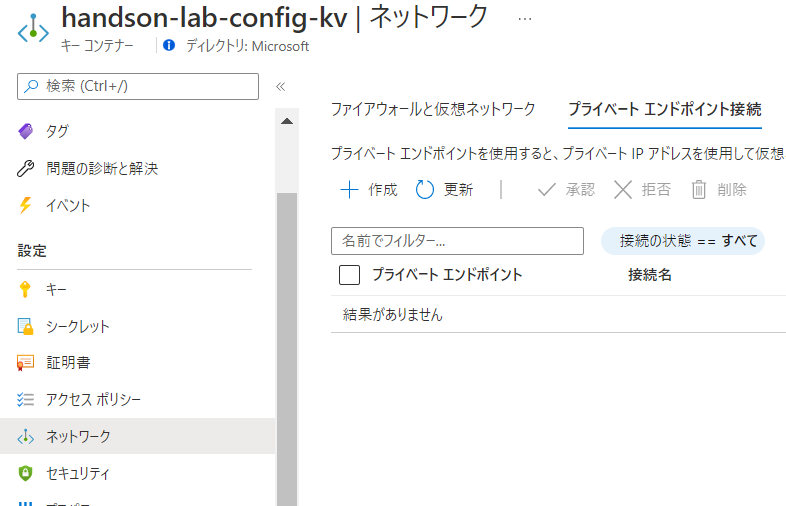 handson-lab-config-kv | ネットワーク ...
キー コンテナー ディレクトリ: Microsoft
検索 (Ctrl+/)
タグ
問題の診断と解決
イベント
設定
キー
シークレット
証明書
アクセス ポリシー
ネットワーク
セキュリティ
ファイアウォールと仮想ネットワーク プライベート エンドポイント接続
プライベート エンドポイントを使用すると、プライベート IP アドレスを使用して仮想
作成 更新 承認 拒否 削除
名前でフィルター... 接続の状態 == すべて
プライベート エンドポイント 接続名
結果がありません